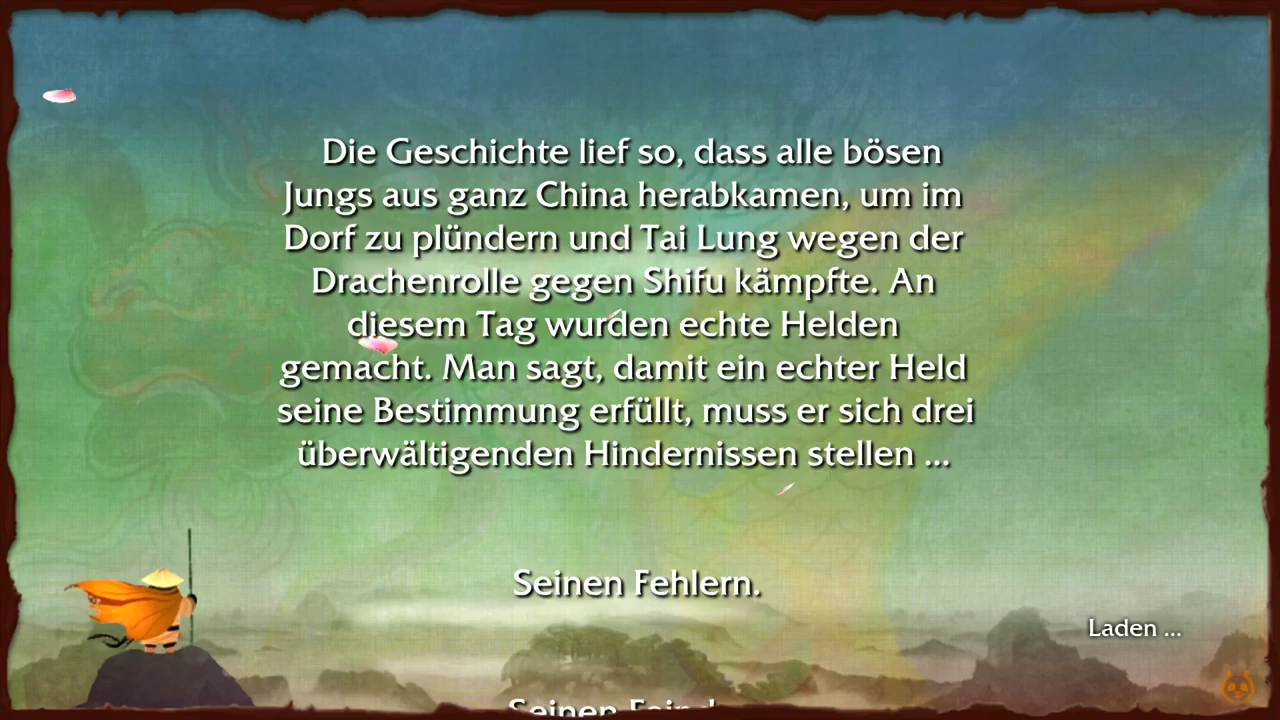 Die Geschichte lief so, dass alle bösen
Jungs aus ganz China herabkamen, um im
Dorf zu plündern und Tai Lung wegen der
Drachenrolle gegen Shifu kämpfte. An
diesem Tag wurden echte Helden
gemacht. Man sagt, damit ein echter Held
seine Bestimmung erfüllt, muss er sich drei
überwältigenden Hindernissen stellen ...
Seinen Fehlern.
Laden ...
Seinen